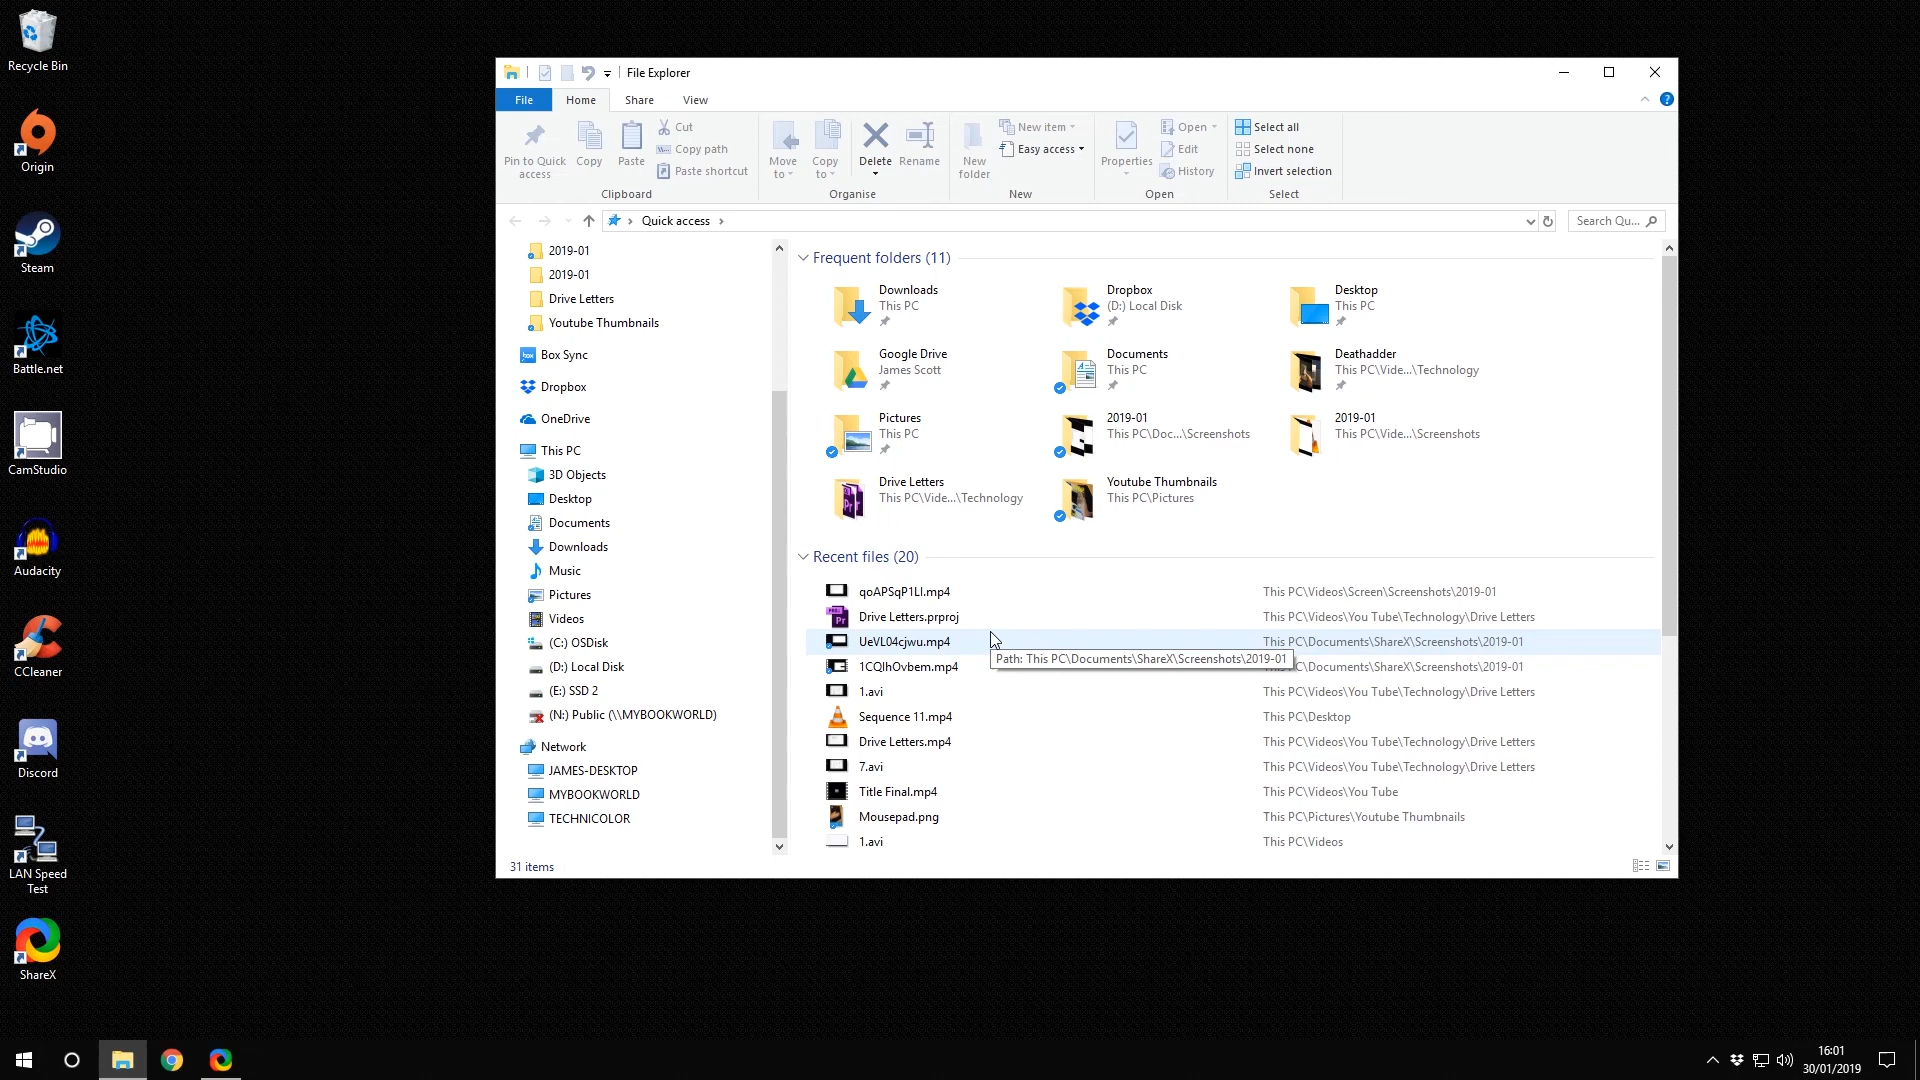 Recycle Bin
Origin
Steam
Battle.net
CamStudio
Audacity
CCleaner
Discord
LAN Speed
Test
ShareX
File Explorer
File Home Share View
Pin to Quick
access
Copy
Paste
Cut
Copy path
Paste shortcut
Clipboard
Move
to
Copy
to
Delete
Rename
Organise
New
folder
New item
Easy access
New
Properties
Open
Edit
History
Open
Select all
Select none
Invert selection
Select
Quick access
Search Qu...
2019-01
2019-01
Drive Letters
Youtube Thumbnails
Box Sync
Dropbox
OneDrive
This PC
3D Objects
Desktop
Documents
Downloads
Music
Pictures
Videos
(C:) OSDisk
(D:) Local Disk
(E:) SSD 2
(N:) Public (\\MYBOOKWORLD)
Network
JAMES-DESKTOP
MYBOOKWORLD
TECHNICOLOR
31 items
Frequent folders (11)
Downloads
This PC
Dropbox
(D:) Local Disk
Desktop
This PC
Google Drive
James Scott
Documents
This PC
Deathadder
This PC\Vide...\Technology
Pictures
This PC
2019-01
This PC\Doc...\Screenshots
2019-01
This PC\Vide...\Screenshots
Drive Letters
This PC\Vide...\Technology
Youtube Thumbnails
This PC\Pictures
Recent files (20)
This PC\Videos\Screen\Screenshots\2019-01
Drive Letters.prproj This PC\Videos\You Tube\Technology\Drive Letters
UeVL04cjwu.mp4 This PC\Documents\ShareX\Screenshots\2019-01
Path: This PC\Documents\ShareX\Screenshots\2019-01
C\Documents\ShareX\Screenshots\2019-01
1.avi This PC\Videos\You Tube\Technology\Drive Letters
Sequence 11.mp4 This PC\Desktop
Drive Letters.mp4 This PC\Videos\You Tube\Technology\Drive Letters
7.avi This PC\Videos\You Tube\Technology\Drive Letters
Title Final.mp4 This PC\Videos\You Tube
Mousepad.png This PC\Pictures\Youtube Thumbnails
1.avi This PC\Videos
16:01
30/01/2019